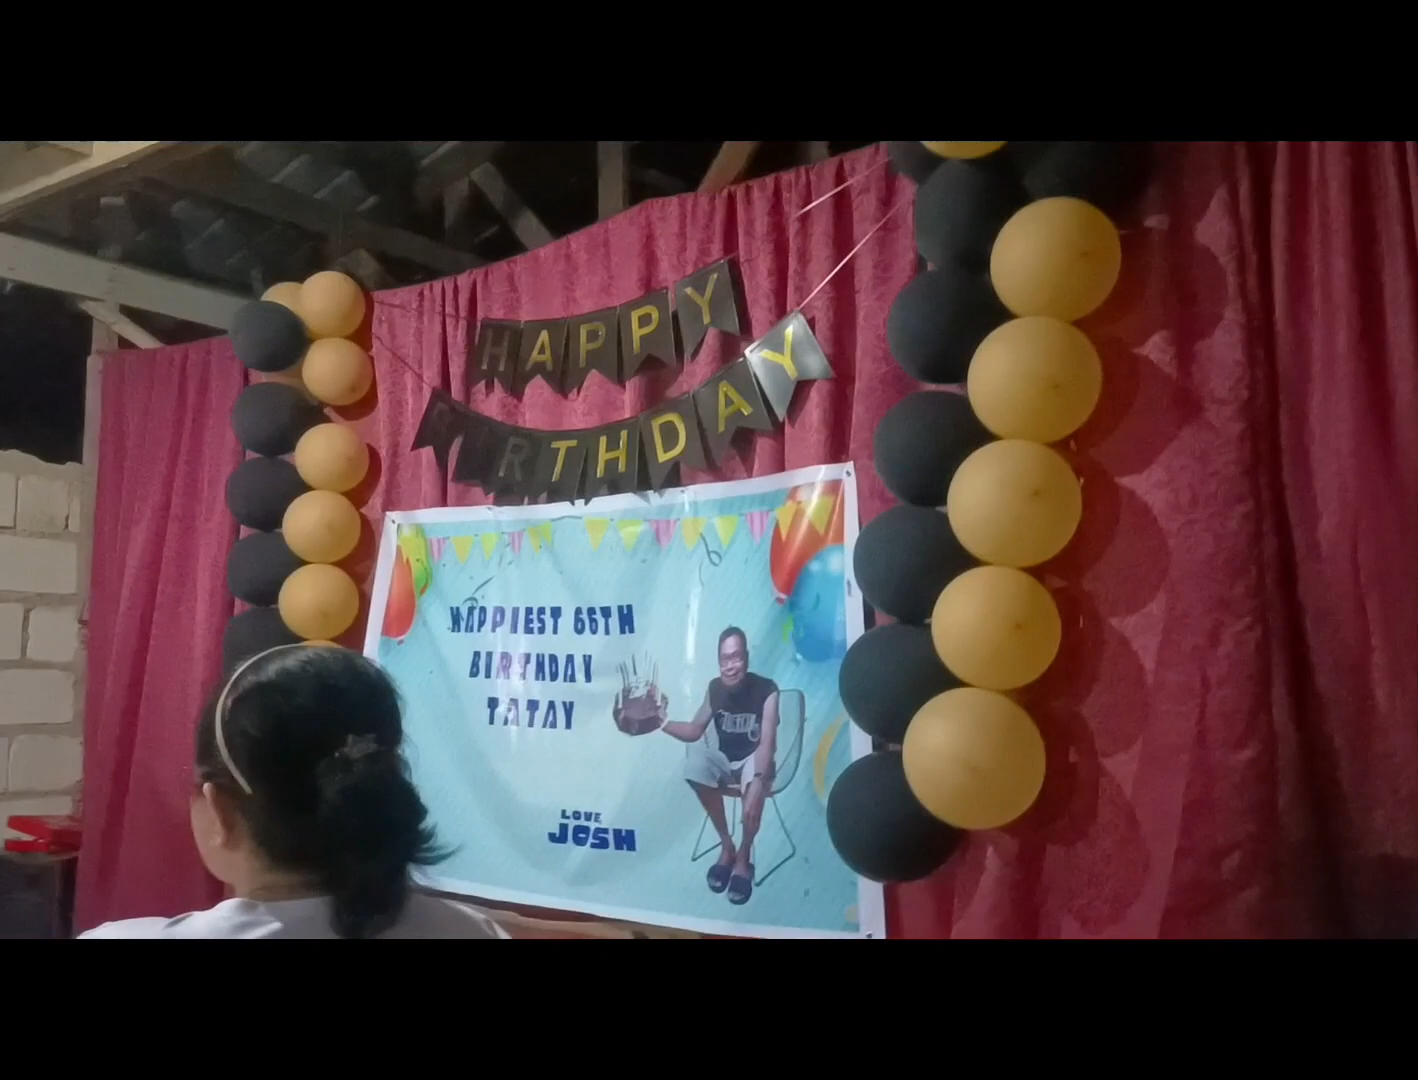 HAPPY
BIRTHDAY
HAPPIEST 66TH
BIRTHDAY
TATAY
LOVE,
JOSH